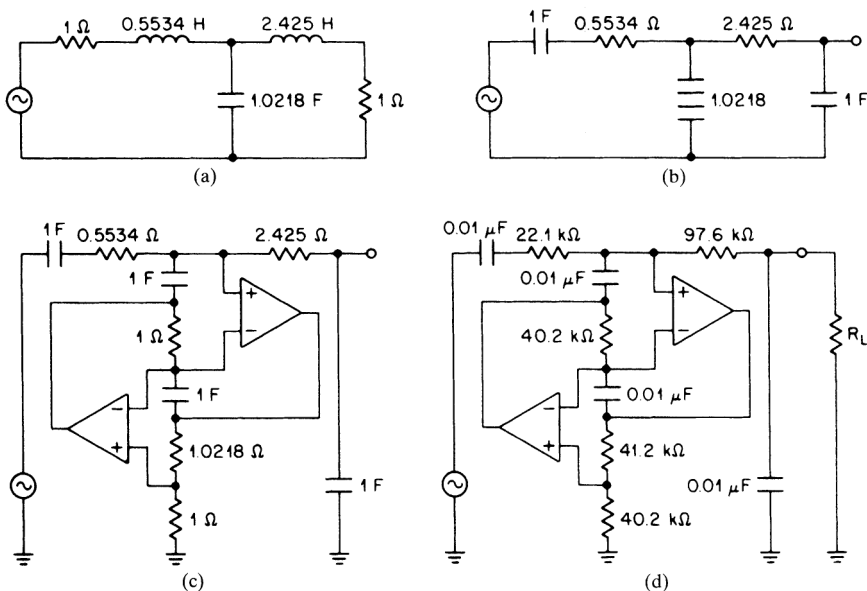 1 Ω
0.5534 H
2.425 H
1.0218 F
1 Ω
(a)
1 F
0.5534 Ω
2.425 Ω
1.0218
1 F
(b)
1 F
0.5534 Ω
2.425 Ω
1 F
+
−
1 Ω
1 F
−
+
1.0218 Ω
1 F
1 Ω
(c)
0.01 μF
22.1 kΩ
97.6 kΩ
0.01 μF
+
−
40.2 kΩ
R_L
0.01 μF
−
+
41.2 kΩ
0.01 μF
40.2 kΩ
(d)